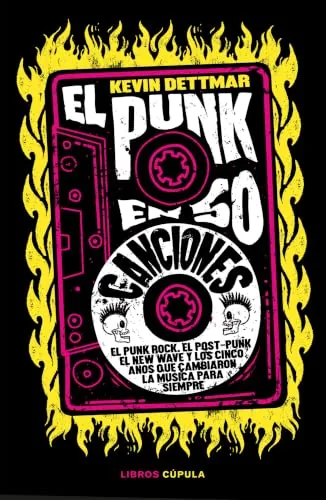 KEVIN DETTMAR
EL
PUNK
EN 50
CANCIONES
EL PUNK ROCK, EL POST-PUNK
EL NEW WAVE Y LOS CINCO
AÑOS QUE CAMBIARON
LA MÚSICA PARA
SIEMPRE
LIBROS CÚPULA